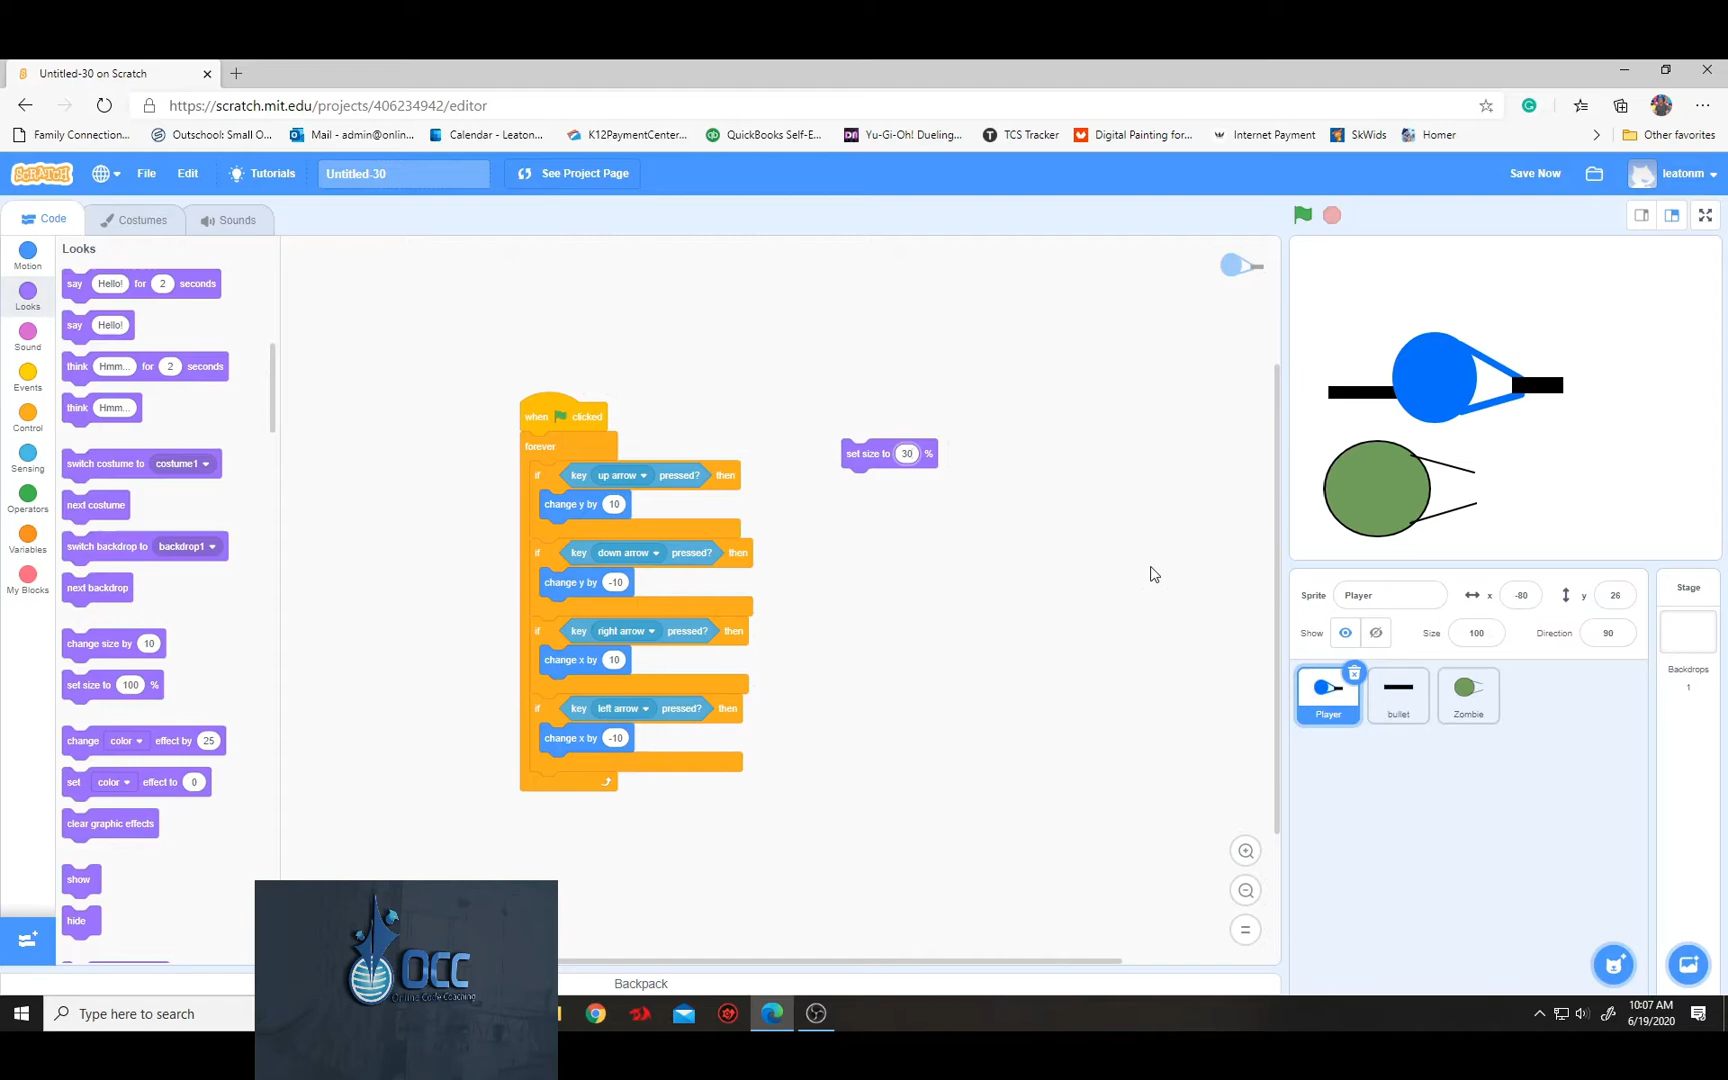 Untitled-30 on Scratch
https://scratch.mit.edu/projects/406234942/editor
Family Connection...
Outschool: Small O...
Mail - admin@onlin...
Calendar - Leaton...
K12PaymentCenter...
QuickBooks Self-E...
Yu-Gi-Oh! Dueling...
TCS Tracker
Digital Painting for...
Internet Payment
SkWids
Homer
Other favorites
SCRATCH
File
Edit
Tutorials
Untitled-30
See Project Page
Save Now
leatonm
Code
Costumes
Sounds
Motion
Looks
Sound
Events
Control
Sensing
Operators
Variables
My Blocks
Looks
say Hello! for 2 seconds
say Hello!
think Hmm... for 2 seconds
think Hmm...
switch costume to costume1
next costume
switch backdrop to backdrop1
next backdrop
change size by 10
set size to 100 %
change color effect by 25
set color effect to 0
clear graphic effects
show
hide
when clicked
forever
if key up arrow pressed? then
change y by 10
if key down arrow pressed? then
change y by -10
if key right arrow pressed? then
change x by 10
if key left arrow pressed? then
change x by -10
set size to 30 %
Sprite Player x -80 y 26
Show Size 100 Direction 90
Player
bullet
Zombie
Stage
Backdrops
1
Backpack
OCC
Online Code Coaching
Type here to search
10:07 AM
6/19/2020